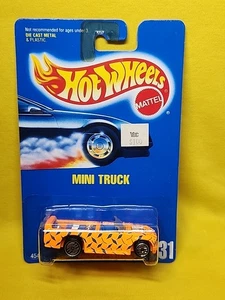 Not recommended for ages under 3.
DIE CAST METAL
& PLASTIC.
Hot Wheels
MATTEL
MINI TRUCK
31